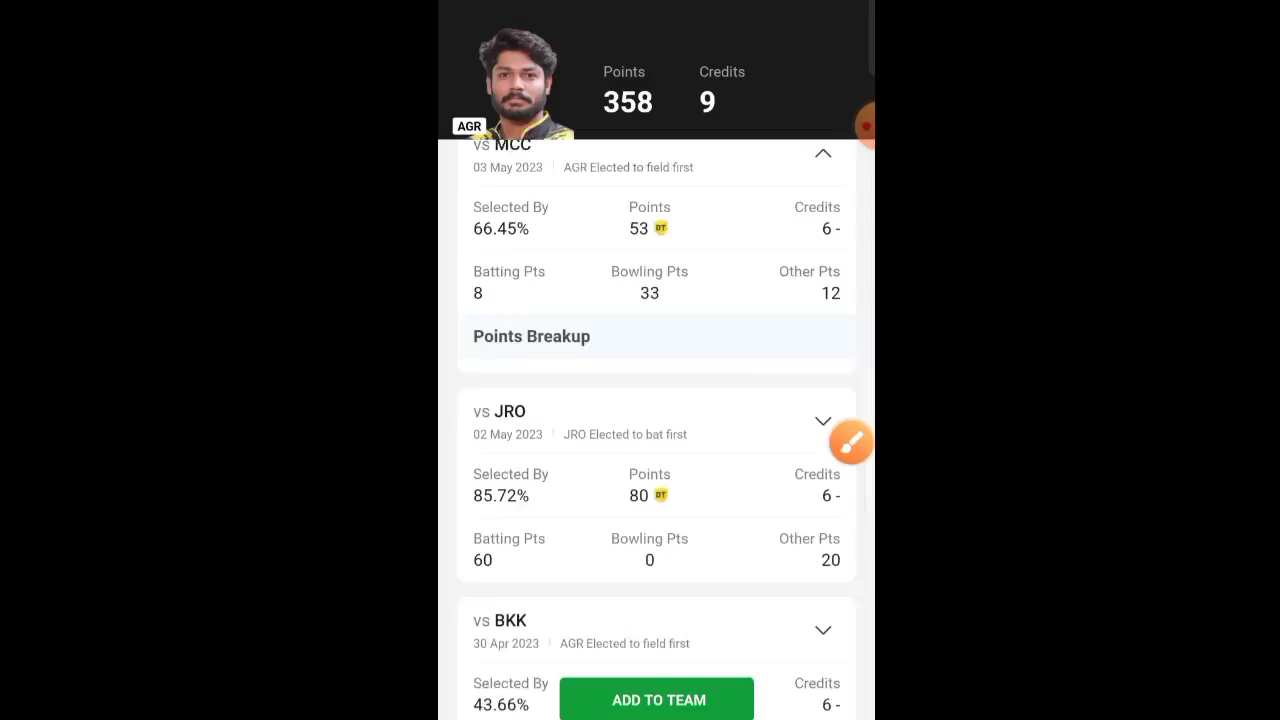 Points Credits
358 9
AGR
vs MCC
03 May 2023 AGR Elected to field first
Selected By Points Credits
66.45% 53 DT 6 -
Batting Pts Bowling Pts Other Pts
8 33 12
Points Breakup
vs JRO
02 May 2023 JRO Elected to bat first
Selected By Points Credits
85.72% 80 DT 6 -
Batting Pts Bowling Pts Other Pts
60 0 20
vs BKK
30 Apr 2023 AGR Elected to field first
Selected By Credits
43.66% ADD TO TEAM 6 -